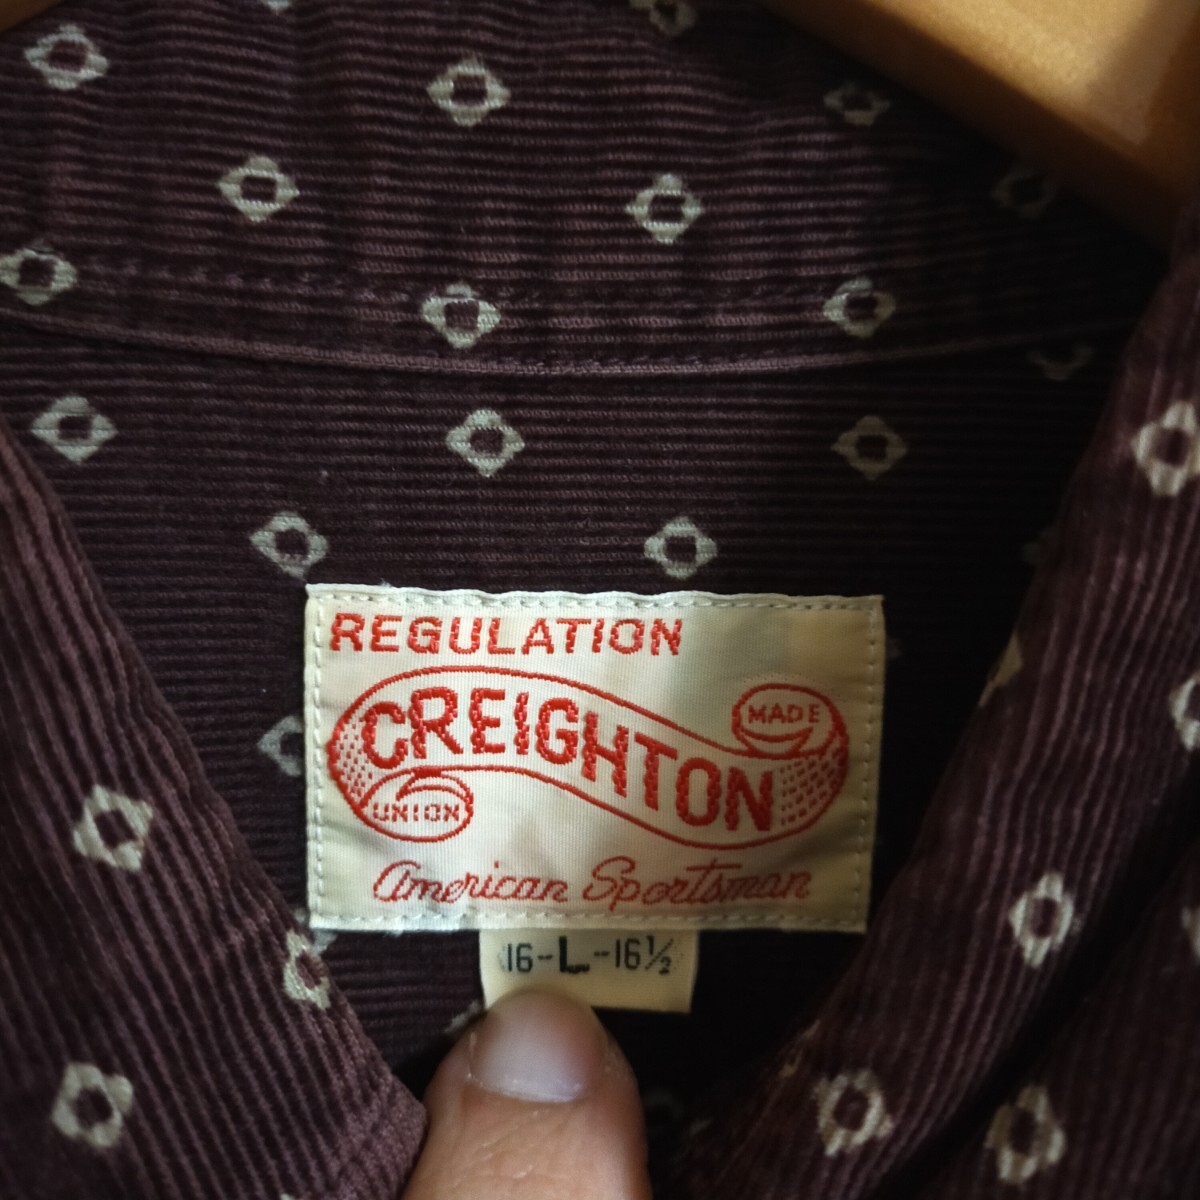 REGULATION
CREIGHTON
MADE
UNION
American Sportsman
16-L-16½